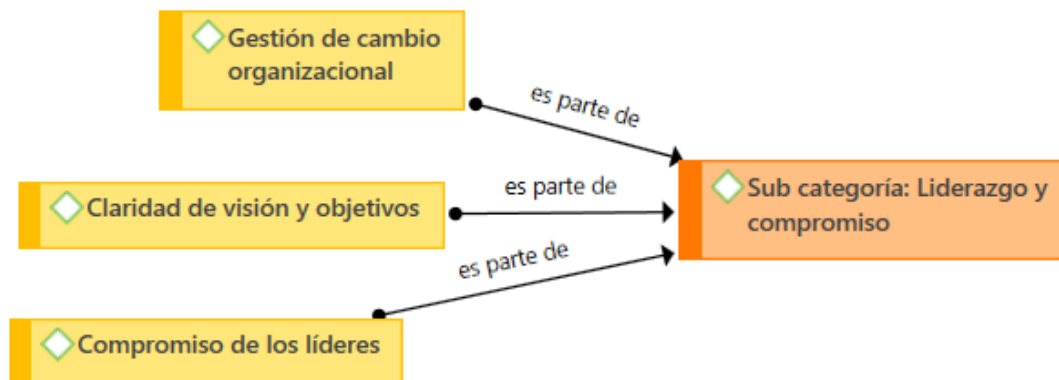 Gestión de cambio
organizacional
es parte de
Claridad de visión y objetivos
es parte de
Sub categoría: Liderazgo y
compromiso
es parte de
Compromiso de los líderes